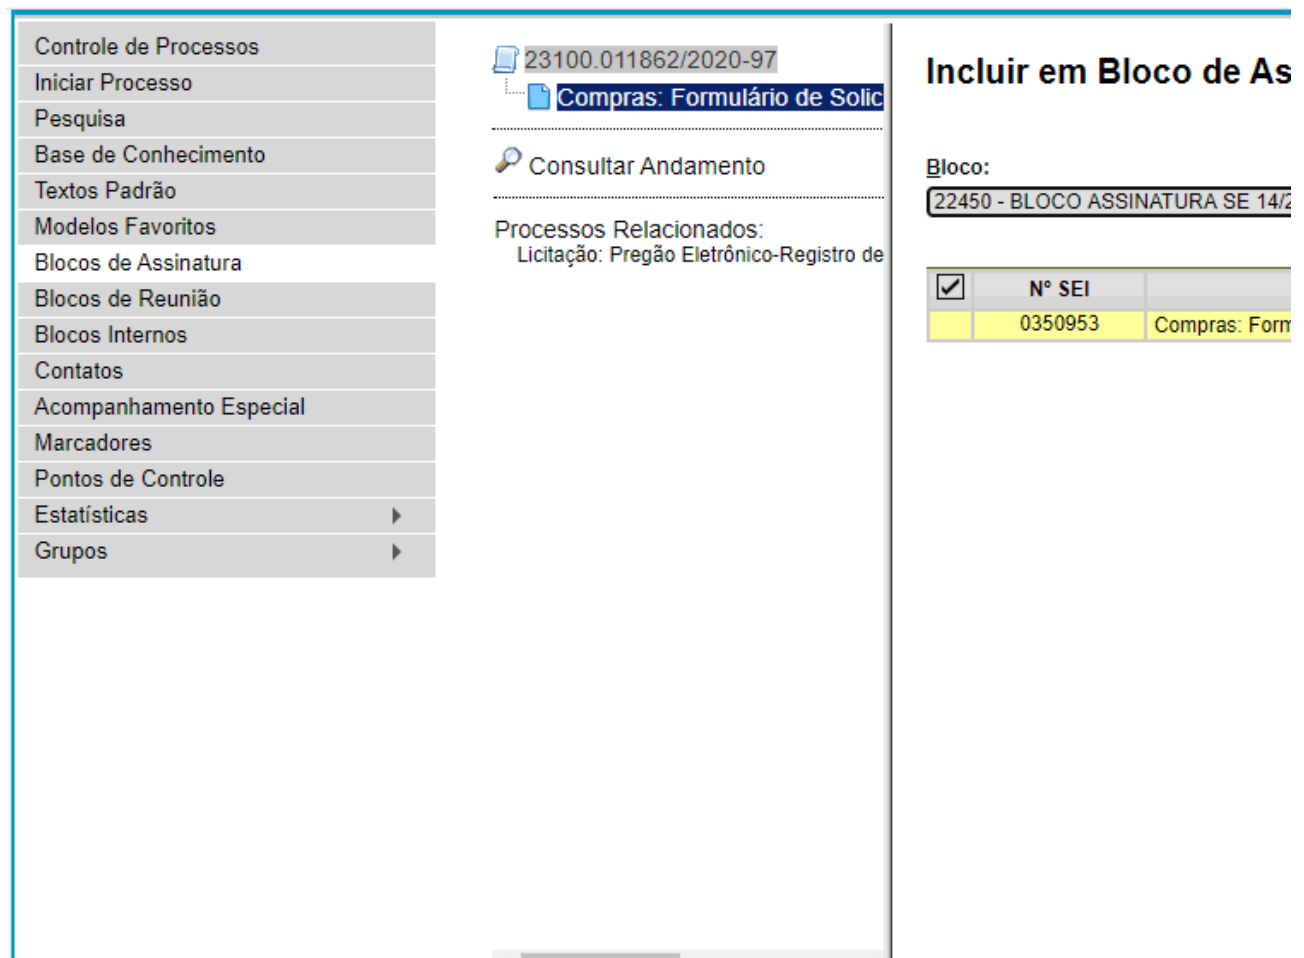 Controle de Processos
Iniciar Processo
Pesquisa
Base de Conhecimento
Textos Padrão
Modelos Favoritos
Blocos de Assinatura
Blocos de Reunião
Blocos Internos
Contatos
Acompanhamento Especial
Marcadores
Pontos de Controle
Estatísticas
Grupos
23100.011862/2020-97
Compras: Formulário de Solic
Consultar Andamento
Processos Relacionados:
Licitação: Pregão Eletrônico-Registro de
Incluir em Bloco de As
Bloco:
22450 - BLOCO ASSINATURA SE 14/2
Nº SEI
0350953 Compras: Form